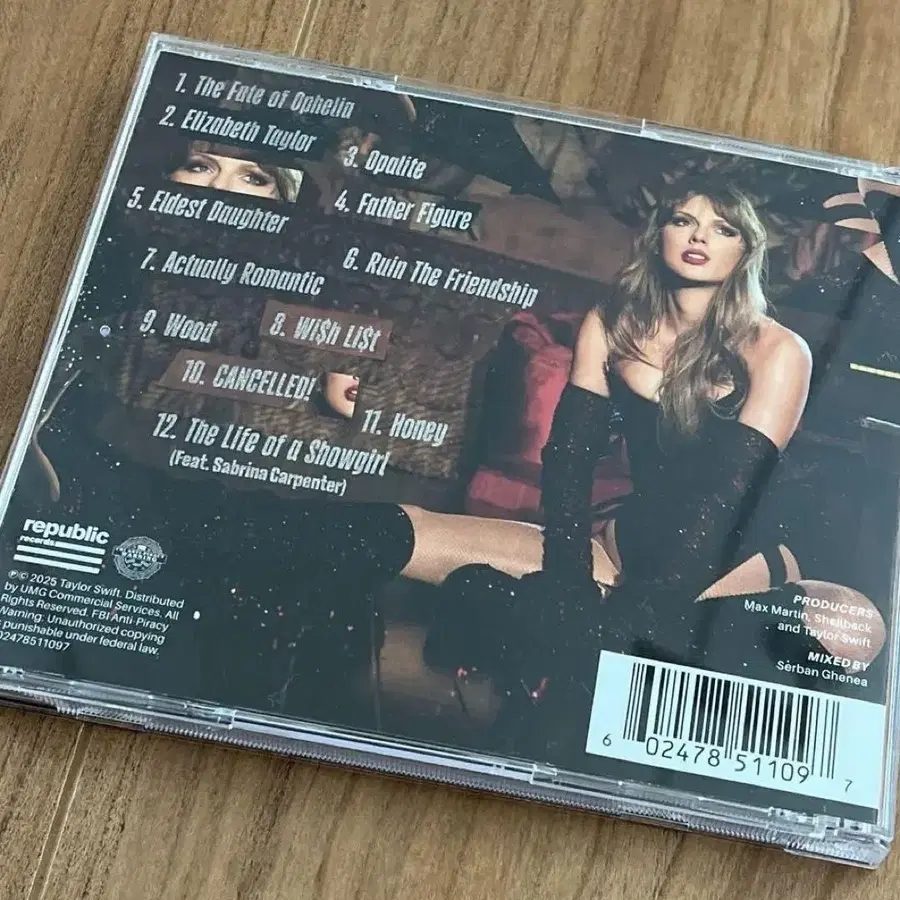 1. The Fate of Ophelia
2. Elizabeth Taylor
3. Opalite
4. Father Figure
5. Eldest Daughter
6. Ruin The Friendship
7. Actually Romantic
8. Wi$h Li$t
9. Wood
10. CANCELLED!
11. Honey
12. The Life of a Showgirl
(Feat. Sabrina Carpenter)
republic
records
℗© 2025 Taylor Swift. Distributed
by UMG Commercial Services. All
Rights Reserved. FBI Anti-Piracy
Warning: Unauthorized copying
punishable under federal law.
02478511097
PRODUCERS
Max Martin, Shellback
and Taylor Swift
MIXED BY
Serban Ghenea
6 02478 51109 7